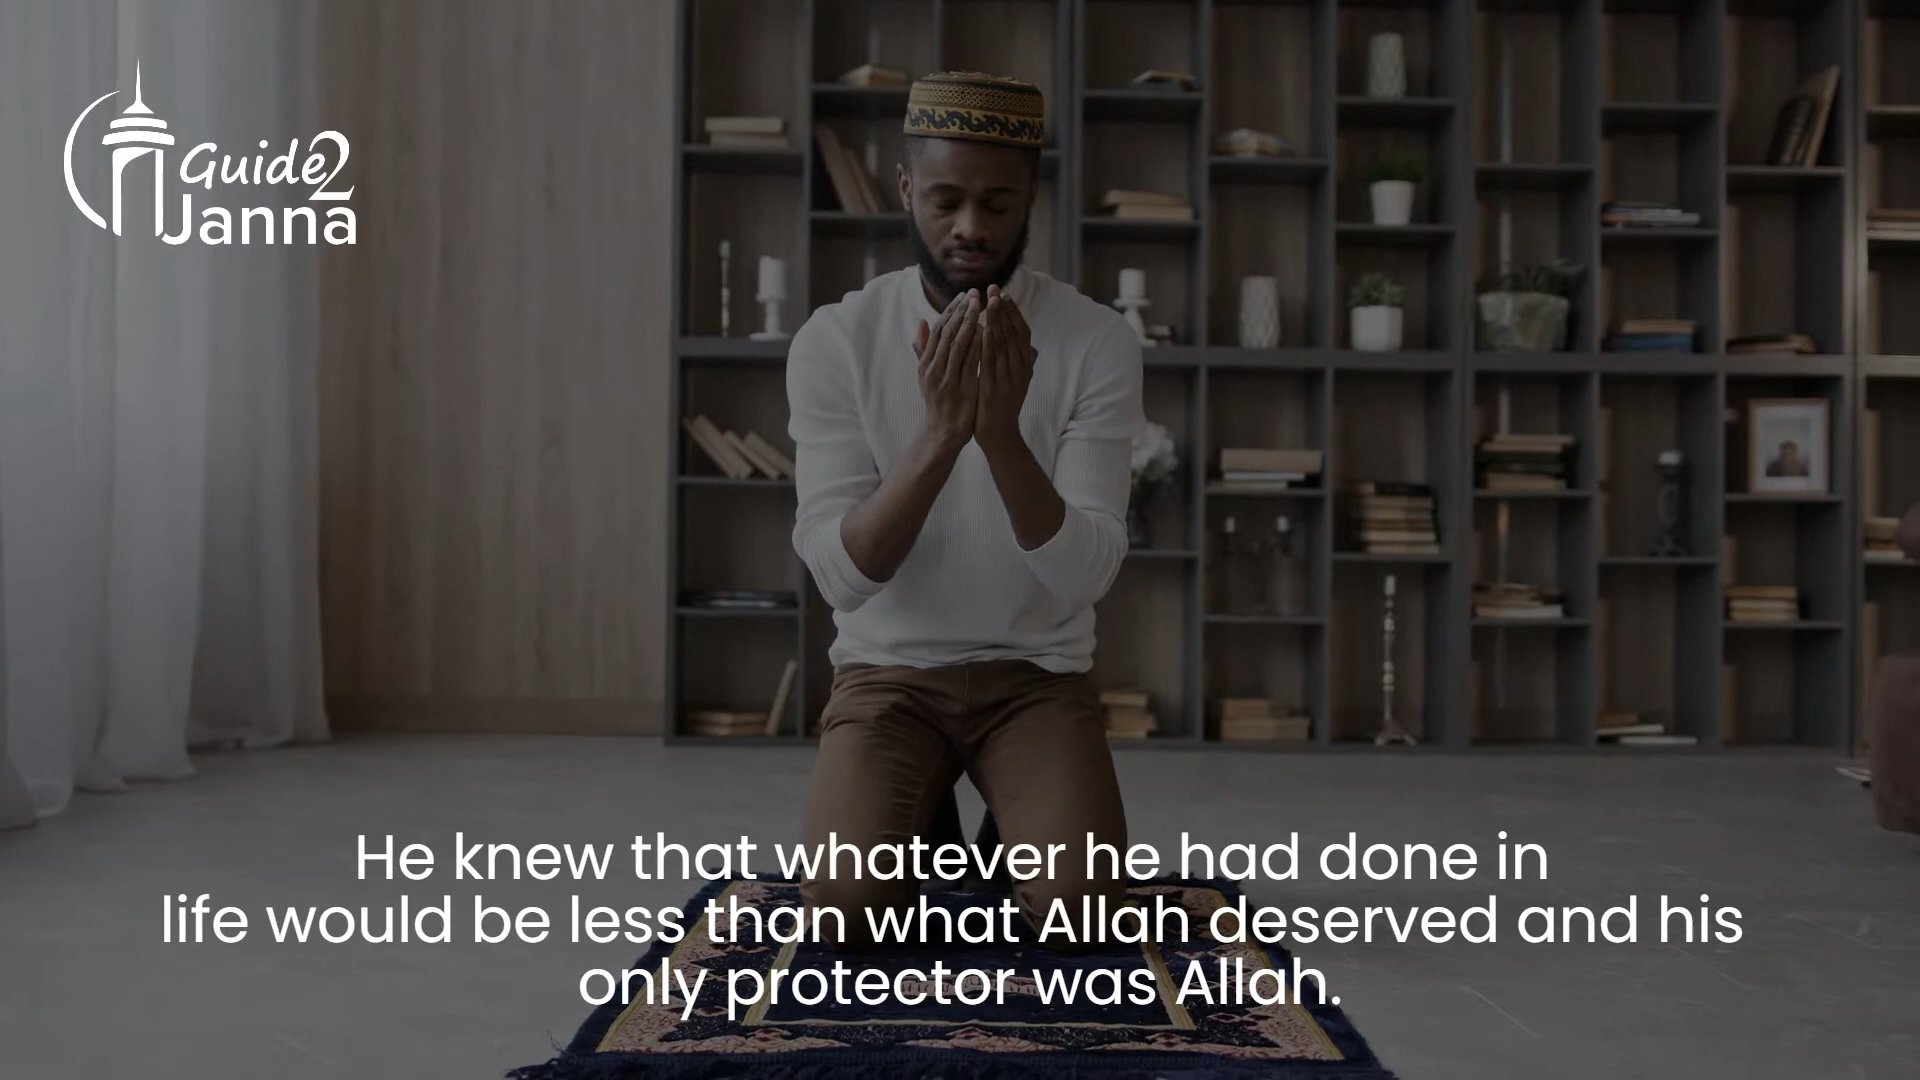 Guide2
Janna
He knew that whatever he had done in
life would be less than what Allah deserved and his
only protector was Allah.